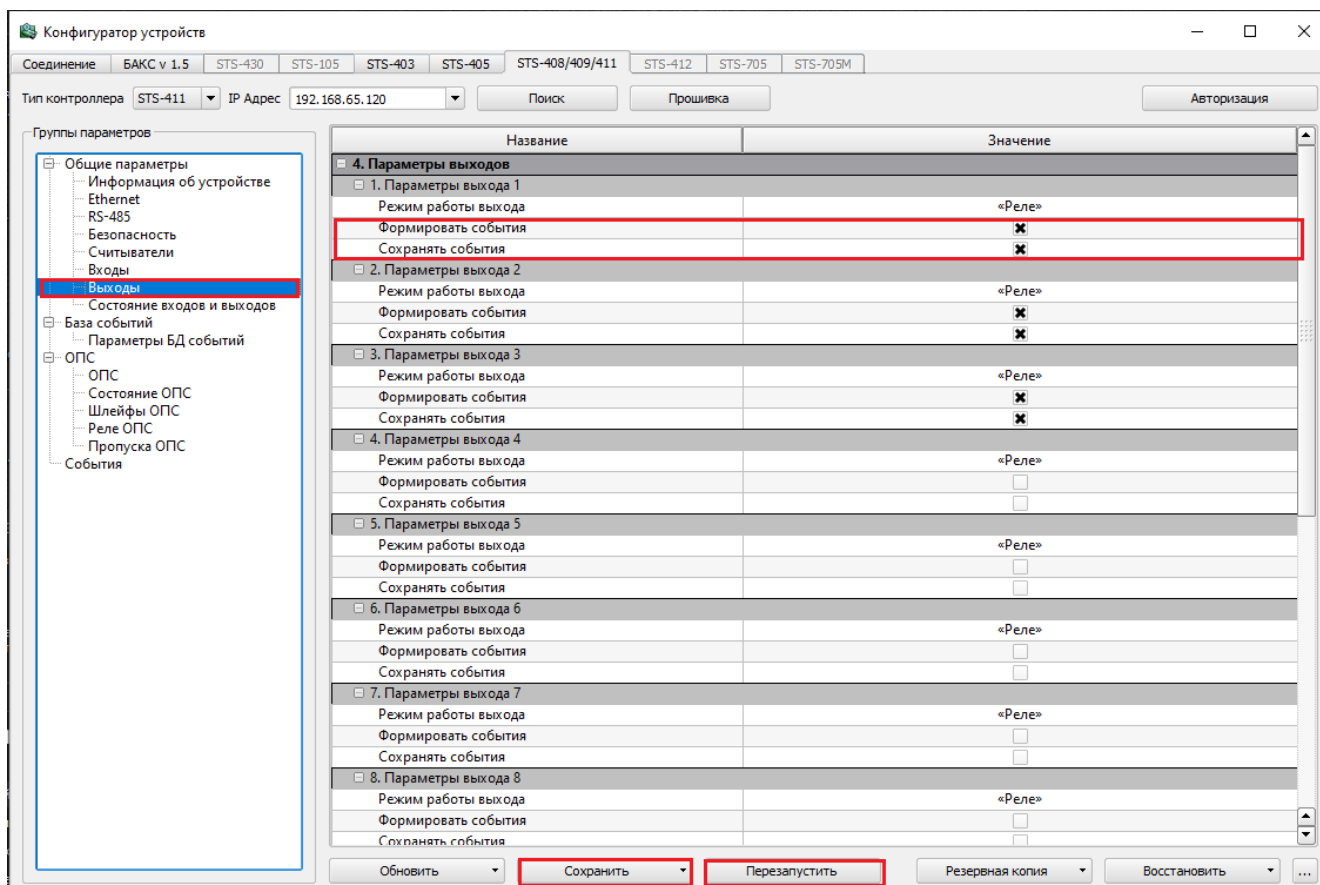 Конфигуратор устройств
Соединение БАКС v 1.5 STS-430 STS-105 STS-403 STS-405 STS-408/409/411 STS-412 STS-705 STS-705M
Тип контроллера STS-411 IP Адрес 192.168.65.120 Поиск Прошивка Авторизация
Группы параметров
Общие параметры
Информация об устройстве
Ethernet
RS-485
Безопасность
Считыватели
Входы
Выходы
Состояние входов и выходов
База событий
Параметры БД событий
ОПС
ОПС
Состояние ОПС
Шлейфы ОПС
Реле ОПС
Пропуска ОПС
События
Название Значение
4. Параметры выходов
1. Параметры выхода 1
Режим работы выхода «Реле»
Формировать события
Сохранять события
2. Параметры выхода 2
Режим работы выхода «Реле»
Формировать события
Сохранять события
3. Параметры выхода 3
Режим работы выхода «Реле»
Формировать события
Сохранять события
4. Параметры выхода 4
Режим работы выхода «Реле»
Формировать события
Сохранять события
5. Параметры выхода 5
Режим работы выхода «Реле»
Формировать события
Сохранять события
6. Параметры выхода 6
Режим работы выхода «Реле»
Формировать события
Сохранять события
7. Параметры выхода 7
Режим работы выхода «Реле»
Формировать события
Сохранять события
8. Параметры выхода 8
Режим работы выхода «Реле»
Формировать события
Сохранять события
Обновить Сохранить Перезапустить Резервная копия Восстановить ...